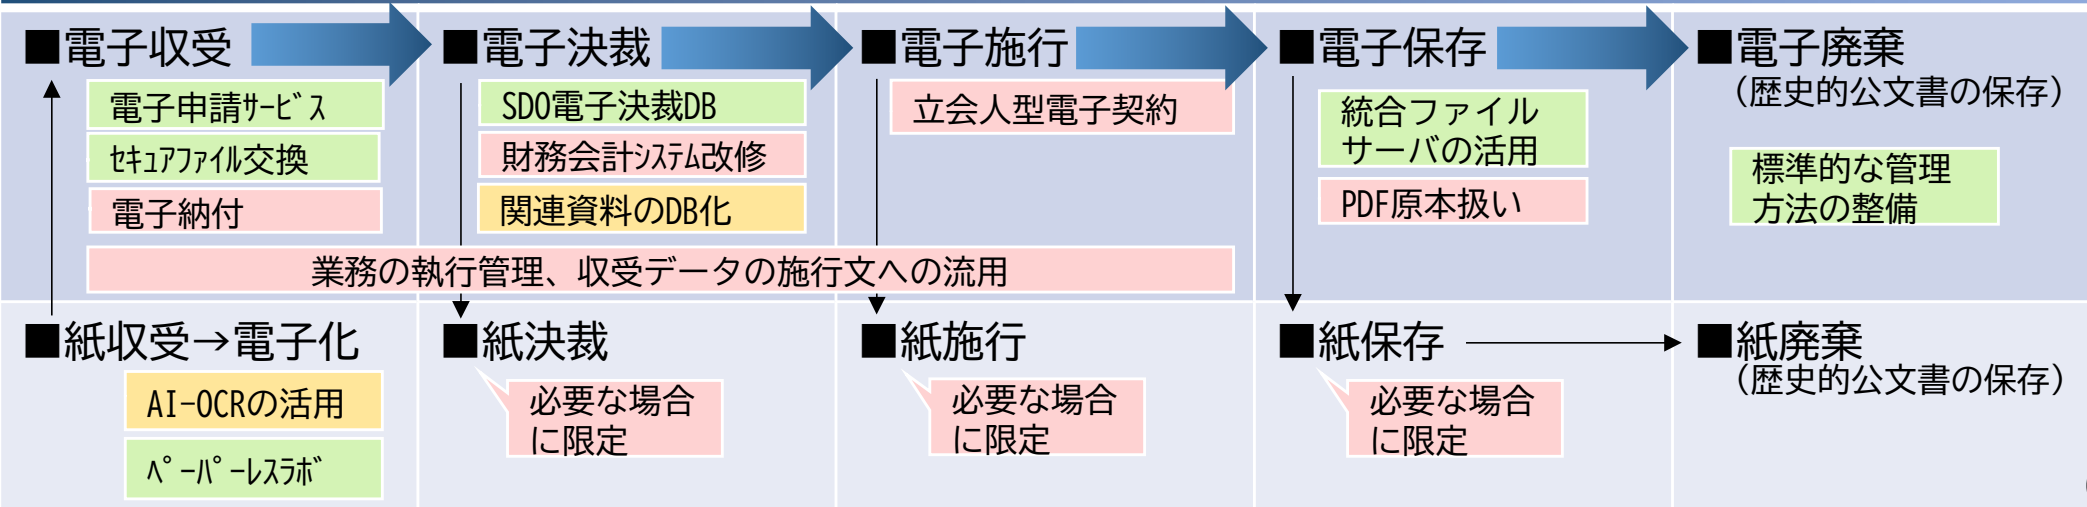 ■電子収受
電子申請ｻｰﾋﾞｽ
ｾｷｭｱﾌｧｲﾙ交換
電子納付
■電子決裁
SDO電子決裁DB
財務会計ｼｽﾃﾑ改修
関連資料のDB化
■電子施行
立会人型電子契約
■電子保存
統合ファイル
サーバの活用
PDF原本扱い
■電子廃棄
（歴史的公文書の保存）
標準的な管理
方法の整備
業務の執行管理、収受データの施行文への流用
■紙収受→電子化
AI-OCRの活用
ﾍﾟｰﾊﾟｰﾚｽﾗﾎﾞ
■紙決裁
必要な場合
に限定
■紙施行
必要な場合
に限定
■紙保存
必要な場合
に限定
■紙廃棄
（歴史的公文書の保存）